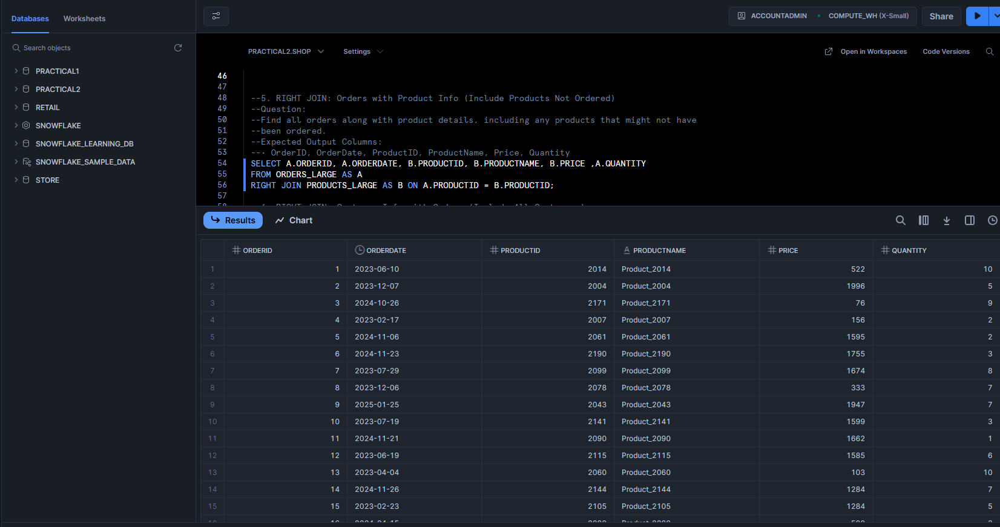 Databases
Worksheets
ACCOUNTADMIN
COMPUTE_WH (X-Small)
Share
Search objects
PRACTICAL1
PRACTICAL2
RETAIL
SNOWFLAKE
SNOWFLAKE_LEARNING_DB
SNOWFLAKE_SAMPLE_DATA
STORE
PRACTICAL2.SHOP
Settings
Open in Workspaces
Code Versions
46
47
48 --5. RIGHT JOIN: Orders with Product Info (Include Products Not Ordered)
49 --Question:
50 --Find all orders along with product details, including any products that might not have
51 --been ordered.
52 --Expected Output Columns:
53 --· OrderID, OrderDate, ProductID, ProductName, Price, Quantity
54 SELECT A.ORDERID, A.ORDERDATE, B.PRODUCTID, B.PRODUCTNAME, B.PRICE ,A.QUANTITY
55 FROM ORDERS_LARGE AS A
56 RIGHT JOIN PRODUCTS_LARGE AS B ON A.PRODUCTID = B.PRODUCTID;
57
Results
Chart
ORDERID ORDERDATE PRODUCTID PRODUCTNAME PRICE QUANTITY
1 1 2023-06-10 2014 Product_2014 522 10
2 2 2023-12-07 2004 Product_2004 1996 5
3 3 2024-10-26 2171 Product_2171 76 9
4 4 2023-02-17 2007 Product_2007 156 2
5 5 2024-11-06 2061 Product_2061 1595 2
6 6 2024-11-23 2190 Product_2190 1755 3
7 7 2023-07-29 2099 Product_2099 1674 8
8 8 2023-12-06 2078 Product_2078 333 7
9 9 2025-01-25 2043 Product_2043 1947 7
10 10 2023-07-19 2141 Product_2141 1599 3
11 11 2024-11-21 2090 Product_2090 1662 1
12 12 2023-06-19 2115 Product_2115 1585 6
13 13 2023-04-04 2060 Product_2060 103 10
14 14 2024-11-26 2144 Product_2144 1284 7
15 15 2023-02-23 2105 Product_2105 1284 5